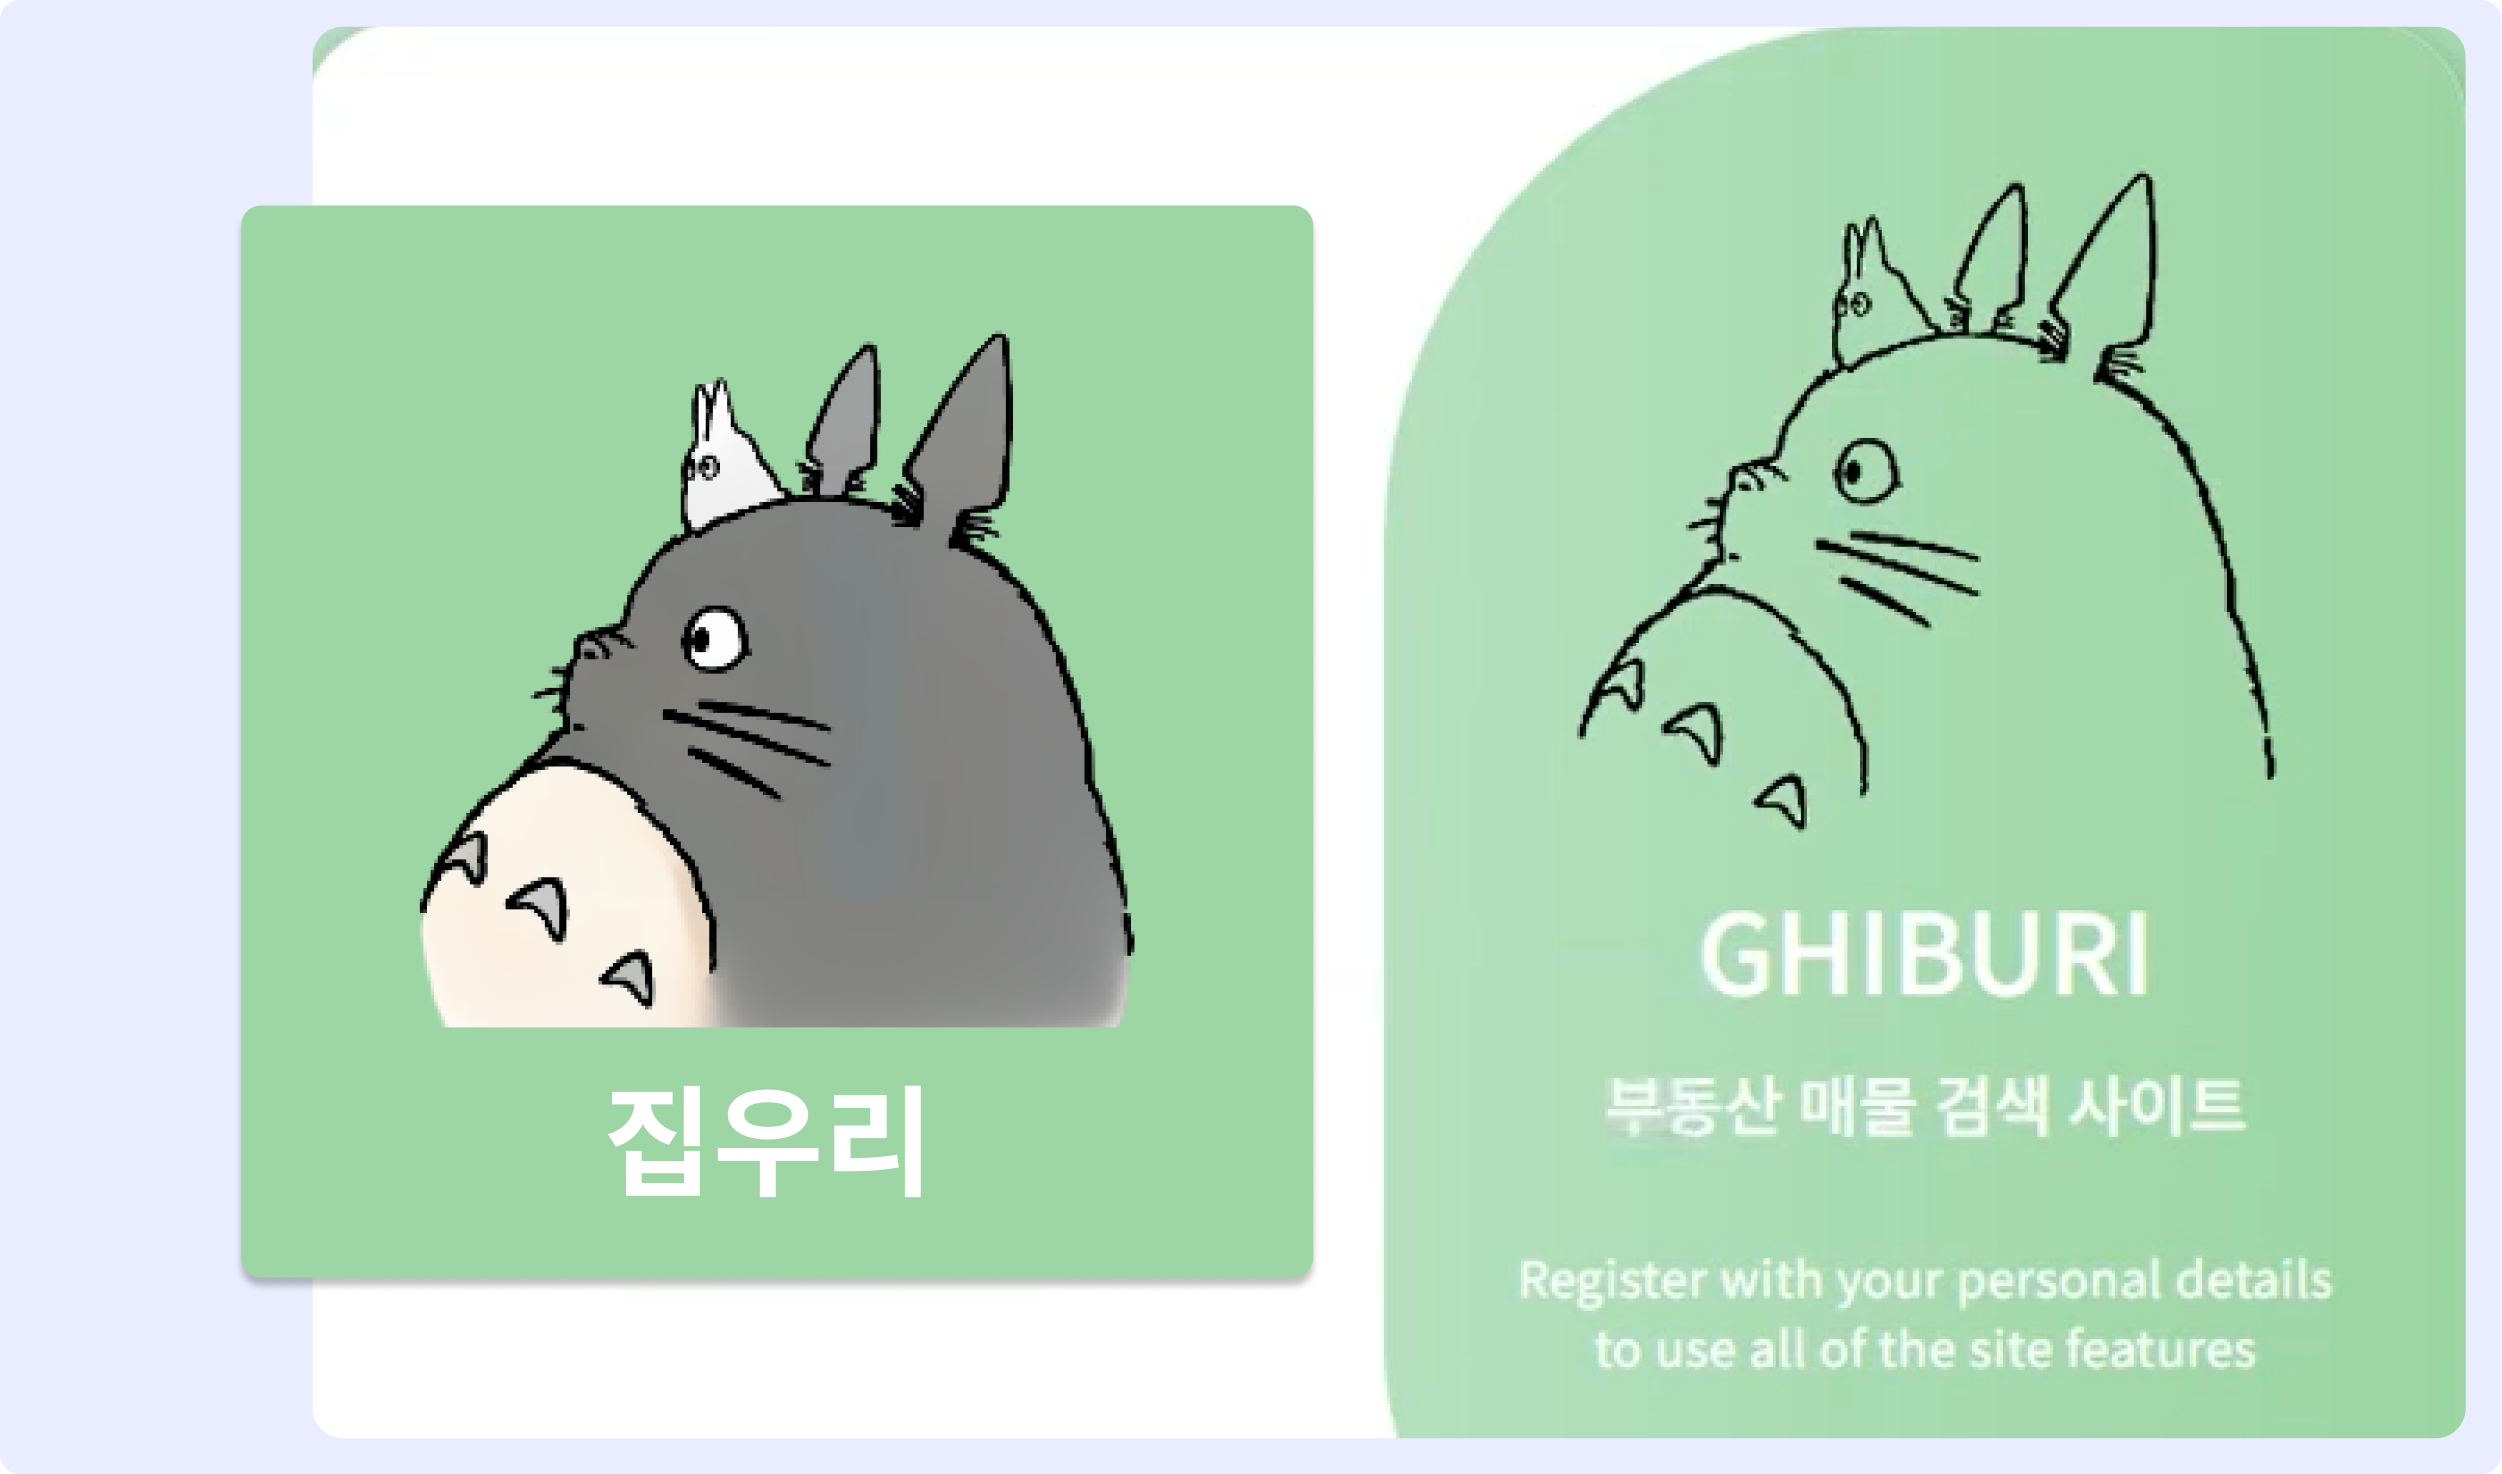 집우리
GHIBURI
부동산 매물 검색 사이트
Register with your personal details
to use all of the site features